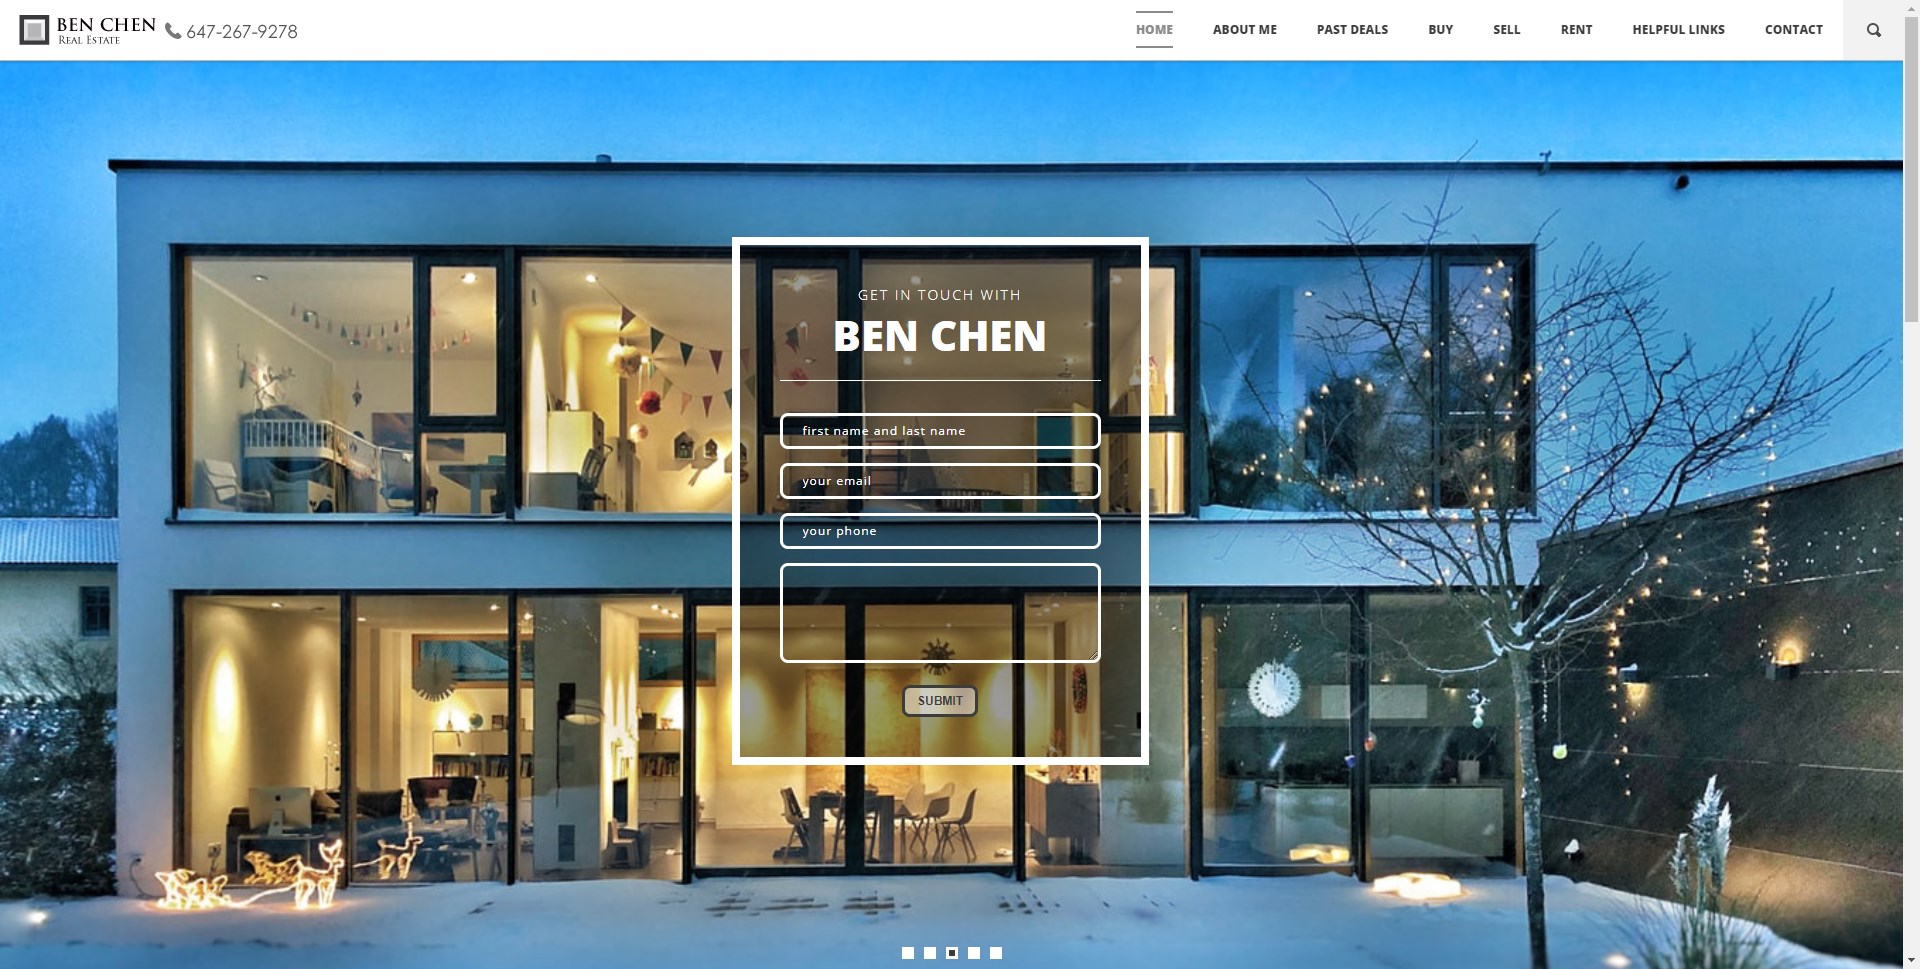 BEN CHEN
REAL ESTATE
647-267-9278
HOME
ABOUT ME
PAST DEALS
BUY
SELL
RENT
HELPFUL LINKS
CONTACT
GET IN TOUCH WITH
BEN CHEN
first name and last name
your email
your phone
SUBMIT